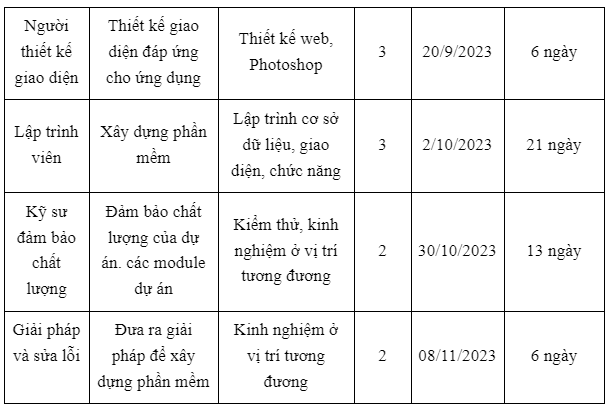 Người
thiết kế
giao diện
Thiết kế giao
diện đáp ứng
cho ứng dụng
Thiết kế web,
Photoshop
3
20/9/2023
6 ngày
Lập trình
viên
Xây dựng phần
mềm
Lập trình cơ sở
dữ liệu, giao
diện, chức năng
3
2/10/2023
21 ngày
Kỹ sư
đảm bảo
chất
lượng
Đảm bảo chất
lượng của dự
án. các module
dự án
Kiểm thử, kinh
nghiệm ở vị trí
tương đương
2
30/10/2023
13 ngày
Giải pháp
và sửa lỗi
Đưa ra giải
pháp để xây
dựng phần mềm
Kinh nghiệm ở
vị trí tương
đương
2
08/11/2023
6 ngày